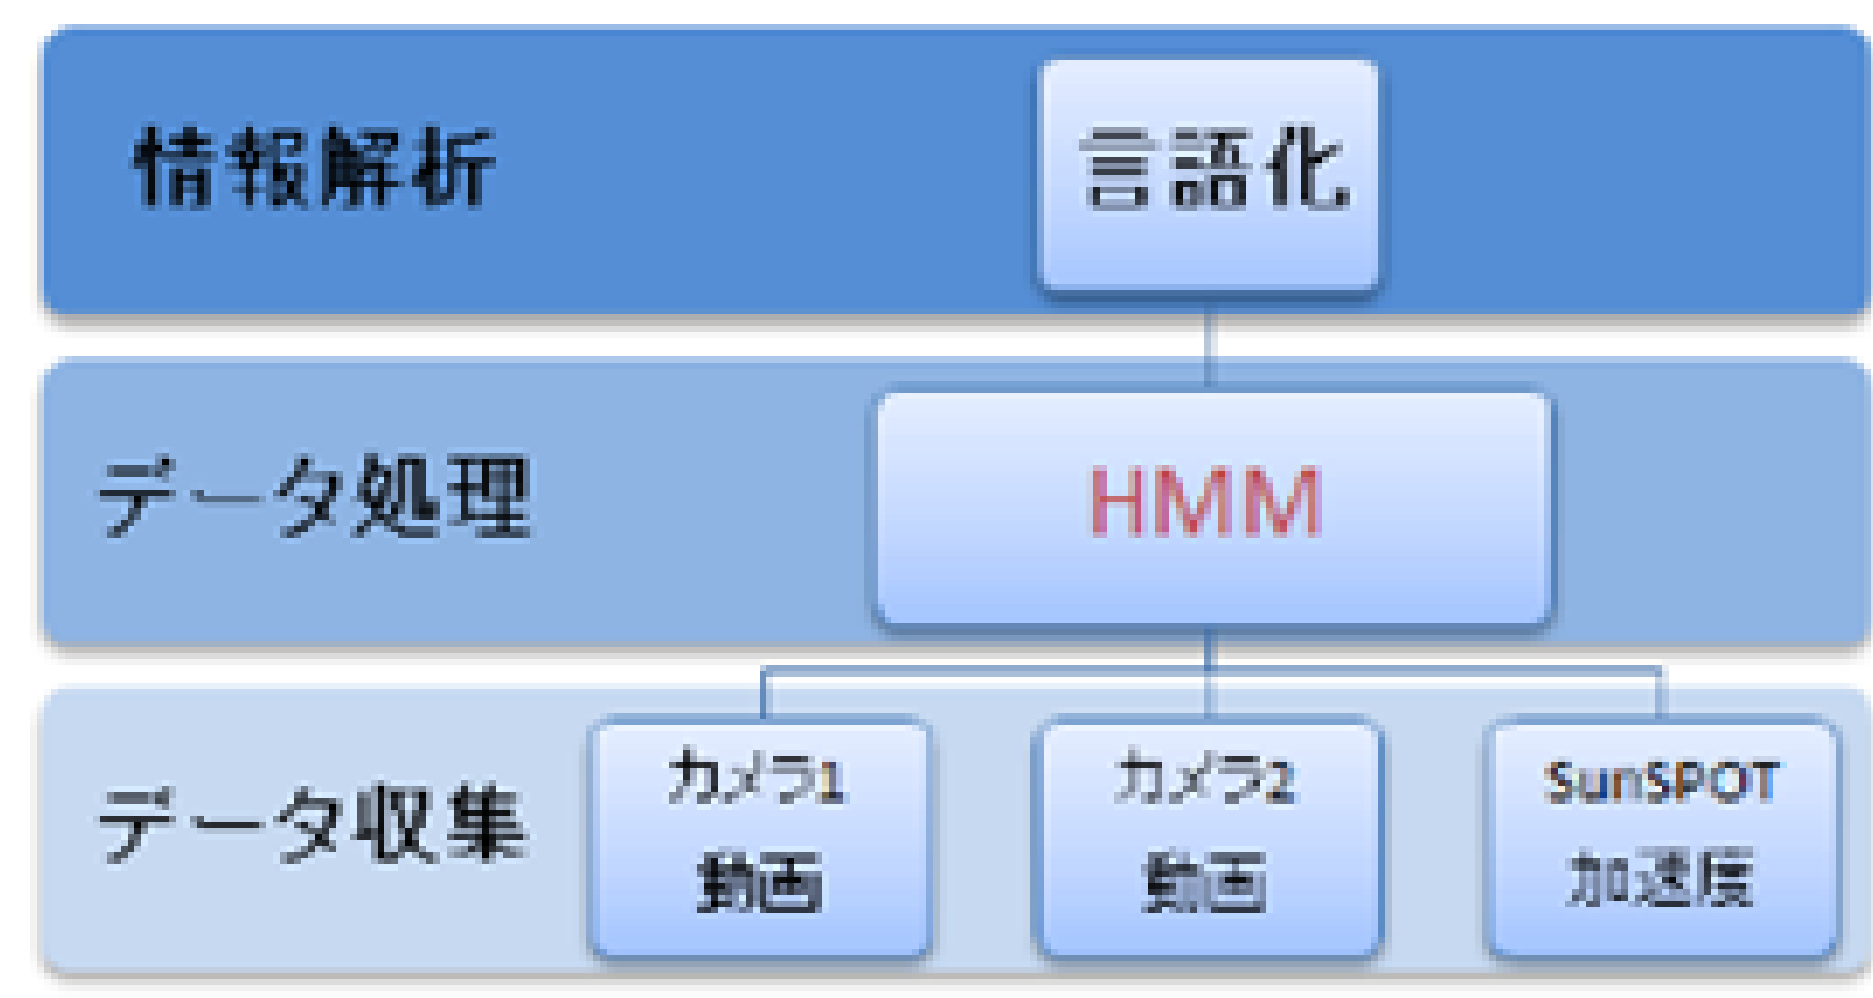 情報解析
言語化
データ処理
HMM
データ収集
カメラ1
動画
カメラ2
動画
SunSPOT
加速度